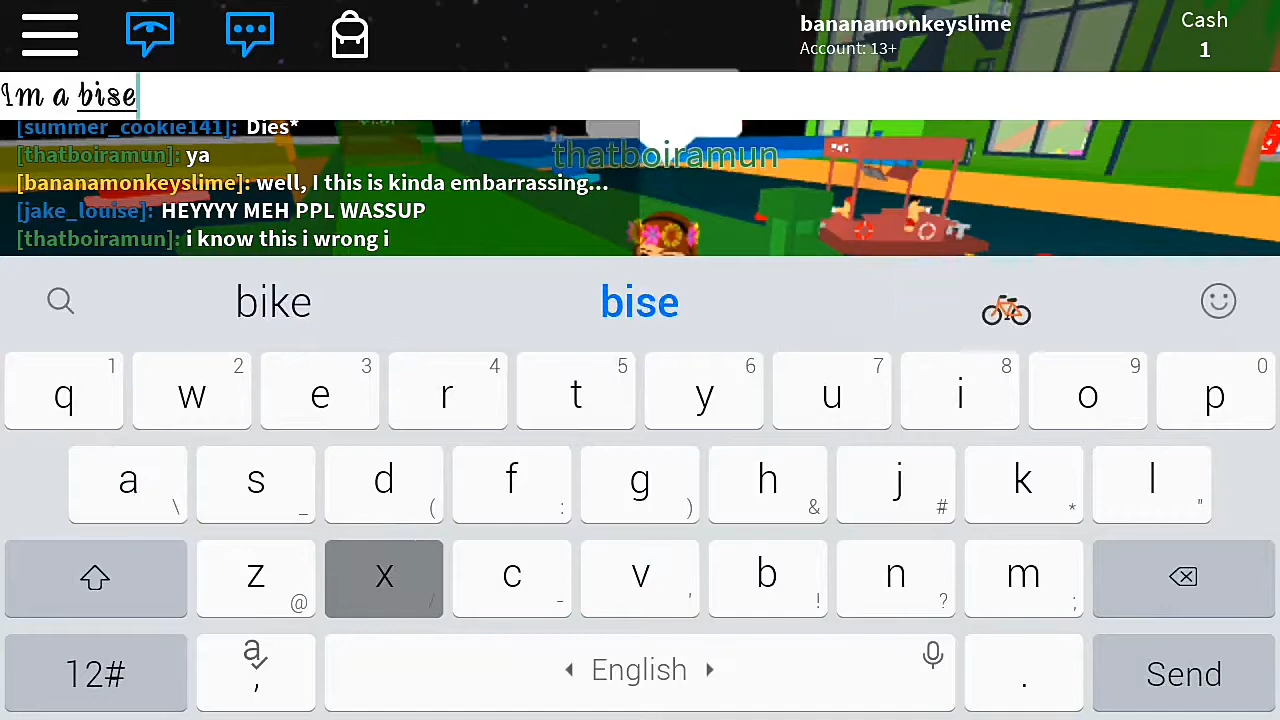 bananamonkeyslime
Account: 13+
Cash
1
Im a bise
[summer_cookie141]: Dies*
[thatboiramun]: ya
[bananamonkeyslime]: well, I this is kinda embarrassing...
[jake_louise]: HEYYYY MEH PPL WASSUP
[thatboiramun]: i know this i wrong i
thatboiramun
bike bise
1 2 3 4 5 6 7 8 9 0
q w e r t y u i o p
a s d f g h j k l
\ _ ( : ) & # * "
z x c v b n m
@ / - ' ! ? ;
12# a , English . Send